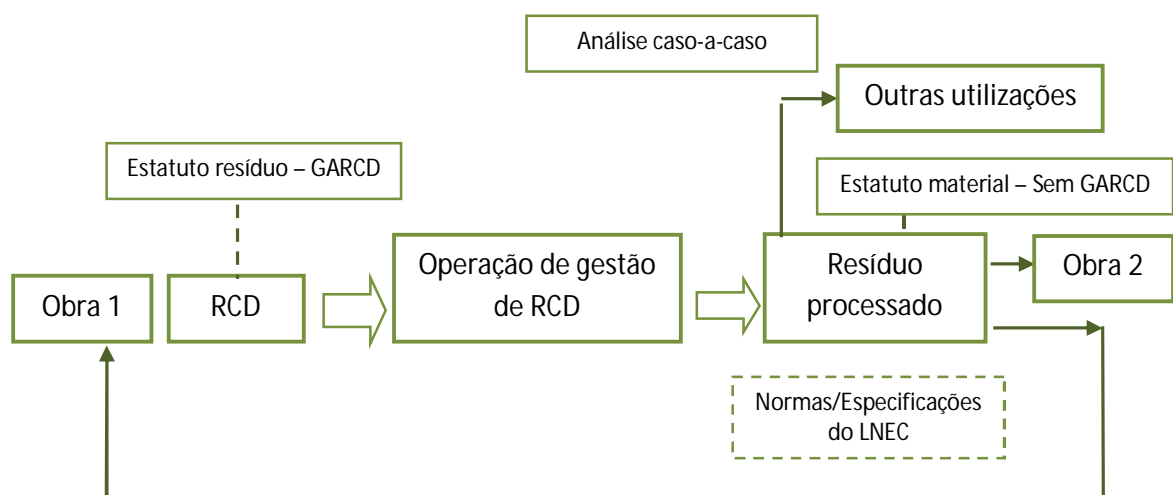 Análise caso-a-caso
Outras utilizações
Estatuto resíduo – GARCD
Estatuto material – Sem GARCD
Obra 1
RCD
Operação de gestão
de RCD
Resíduo
processado
Obra 2
Normas/Especificações
do LNEC